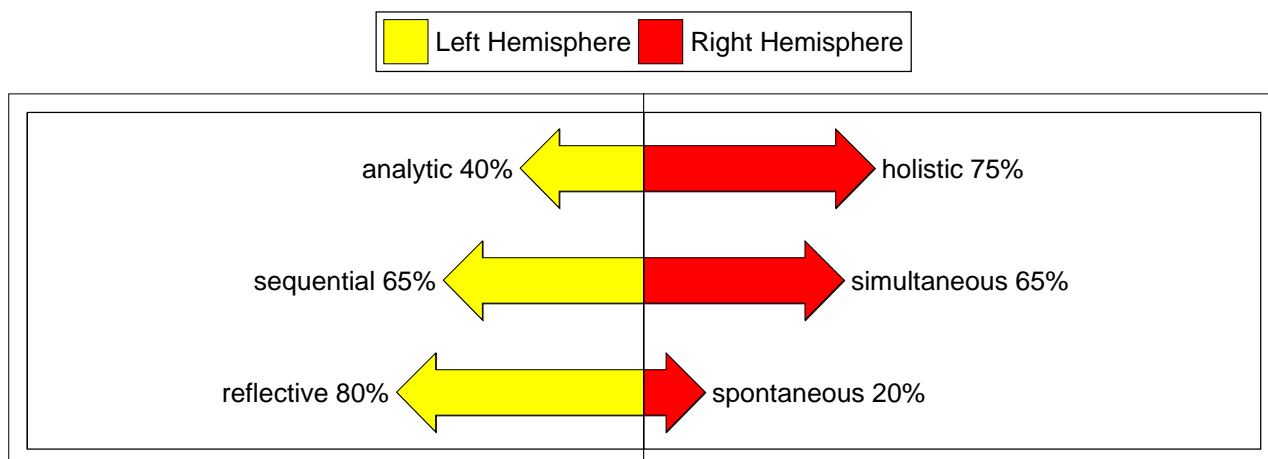 Left Hemisphere Right Hemisphere
analytic 40% holistic 75%
sequential 65% simultaneous 65%
reflective 80% spontaneous 20%